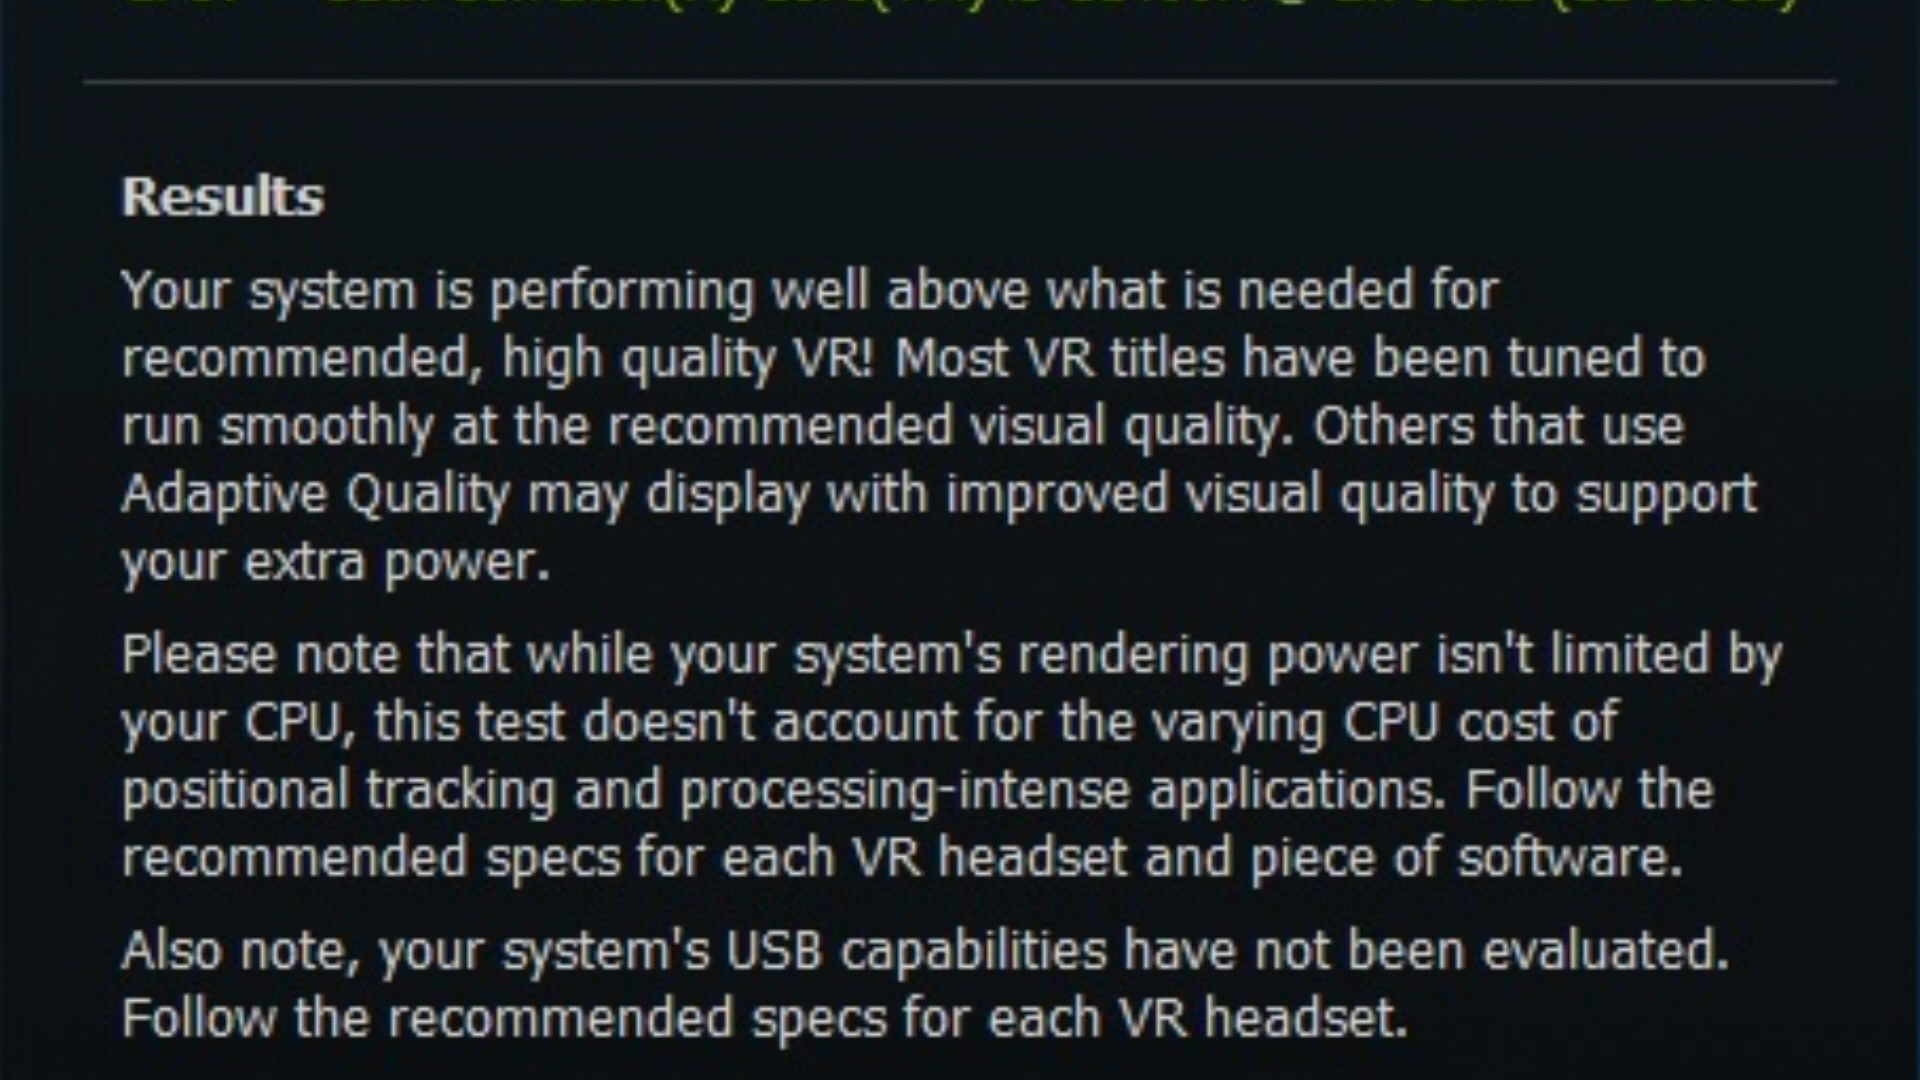 Results
Your system is performing well above what is needed for
recommended, high quality VR! Most VR titles have been tuned to
run smoothly at the recommended visual quality. Others that use
Adaptive Quality may display with improved visual quality to support
your extra power.
Please note that while your system's rendering power isn't limited by
your CPU, this test doesn't account for the varying CPU cost of
positional tracking and processing-intense applications. Follow the
recommended specs for each VR headset and piece of software.
Also note, your system's USB capabilities have not been evaluated.
Follow the recommended specs for each VR headset.